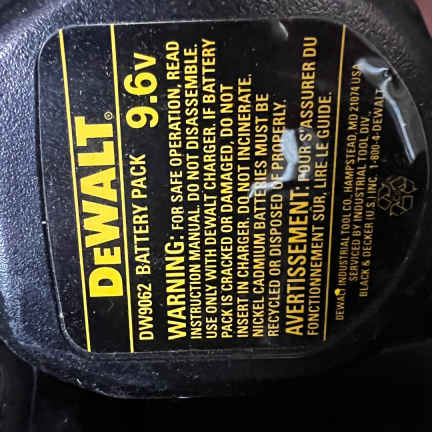 DEWALT®
DW9062 BATTERY PACK 9.6V
WARNING: FOR SAFE OPERATION, READ
INSTRUCTION MANUAL. DO NOT DISASSEMBLE.
USE ONLY WITH DEWALT CHARGER. IF BATTERY
PACK IS CRACKED OR DAMAGED, DO NOT
INSERT IN CHARGER. DO NOT INCINERATE.
NICKEL CADMIUM BATTERIES MUST BE
RECYCLED OR DISPOSED OF PROPERLY.
AVERTISSEMENT: POUR S'ASSURER DU
FONCTIONNEMENT SUR, LIRE LE GUIDE.
DEWALT INDUSTRIAL TOOL CO., HAMPSTEAD, MD 21074 USA
SERVICED BY INDUSTRIAL TOOL DIV.,
BLACK & DECKER (U.S.) INC. 1-800-4-DEWALT